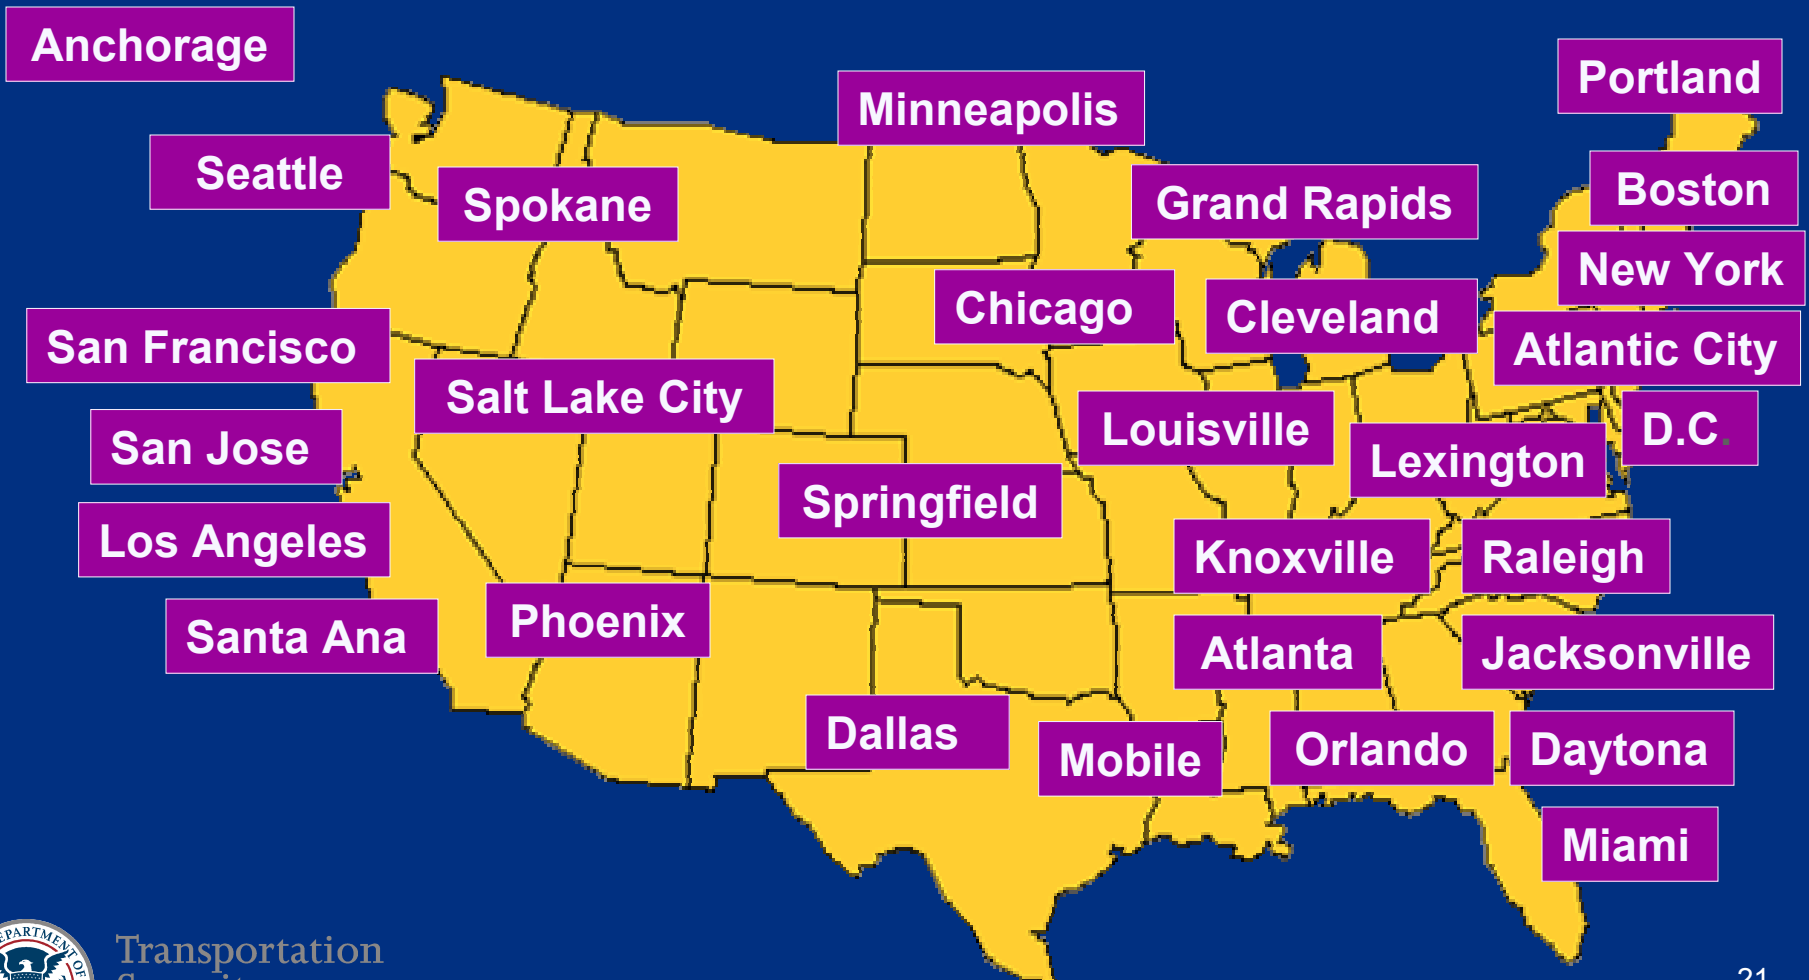 Anchorage
Portland
Minneapolis
Seattle
Spokane
Grand Rapids
Boston
New York
Chicago
Cleveland
San Francisco
Atlantic City
Salt Lake City
Louisville
D.C.
San Jose
Lexington
Springfield
Los Angeles
Knoxville
Raleigh
Phoenix
Santa Ana
Atlanta
Jacksonville
Dallas
Mobile
Orlando
Daytona
Miami
Transportation
21